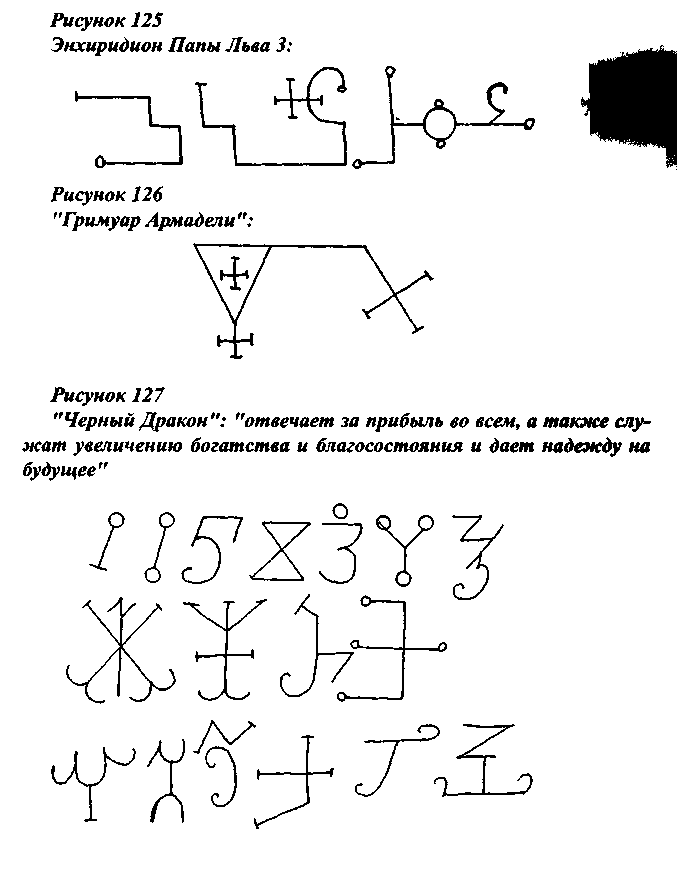 Рисунок 125
Энхиридион Папы Льва 3:
Рисунок 126
"Гримуар Армадели":
Рисунок 127
"Черный Дракон": "отвечает за прибыль во всем, а также слу-
жат увеличению богатства и благосостояния и дает надежду на
будущее"